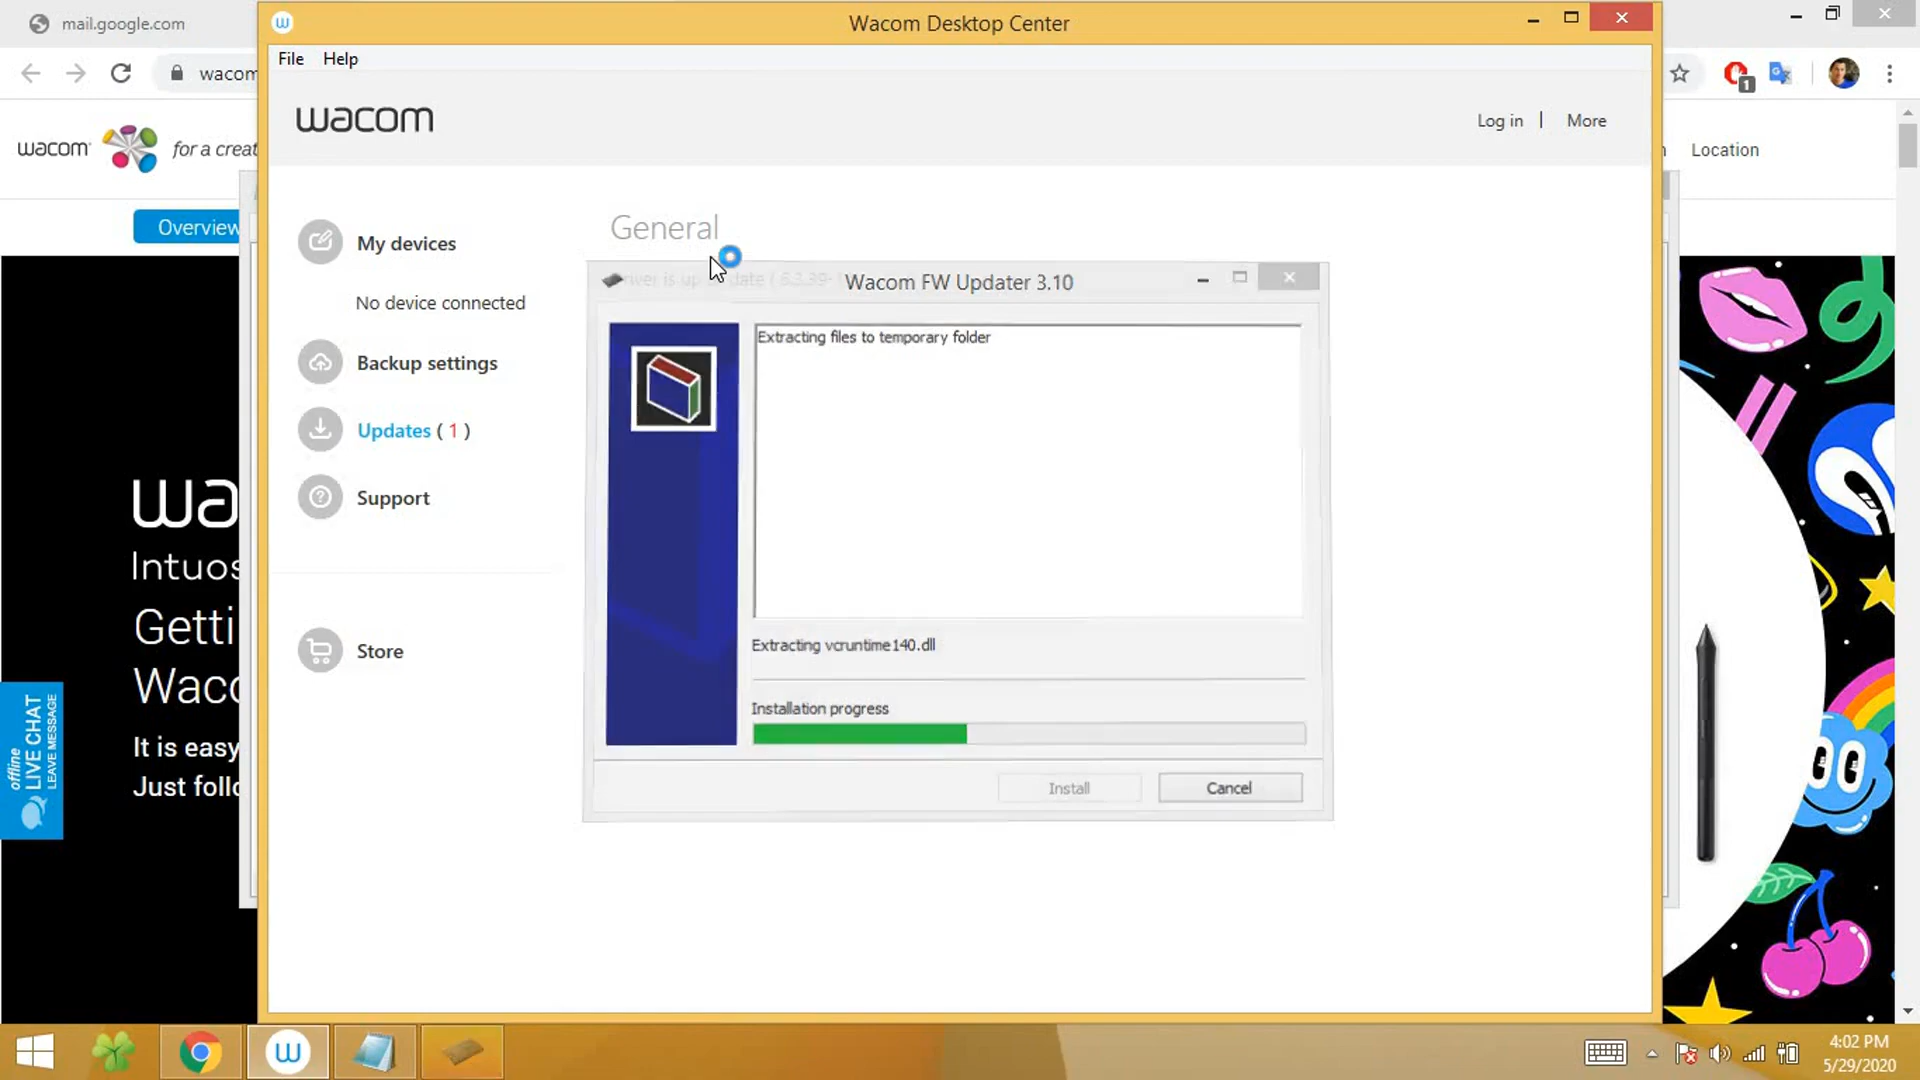 mail.google.com
Wacom Desktop Center
wacom
1
File Help
wacom
Log in | More
wacom for a creat
Location
Overview
General
My devices
No device connected
Backup settings
Updates ( 1 )
Support
Store
Wacom FW Updater 3.10
Extracting files to temporary folder
Extracting vcruntime140.dll
Installation progress
Install
Cancel
wa
Intuos
Getti
Waco
It is easy
Just follo
offline
LIVE CHAT
LEAVE MESSAGE
4:02 PM
5/29/2020